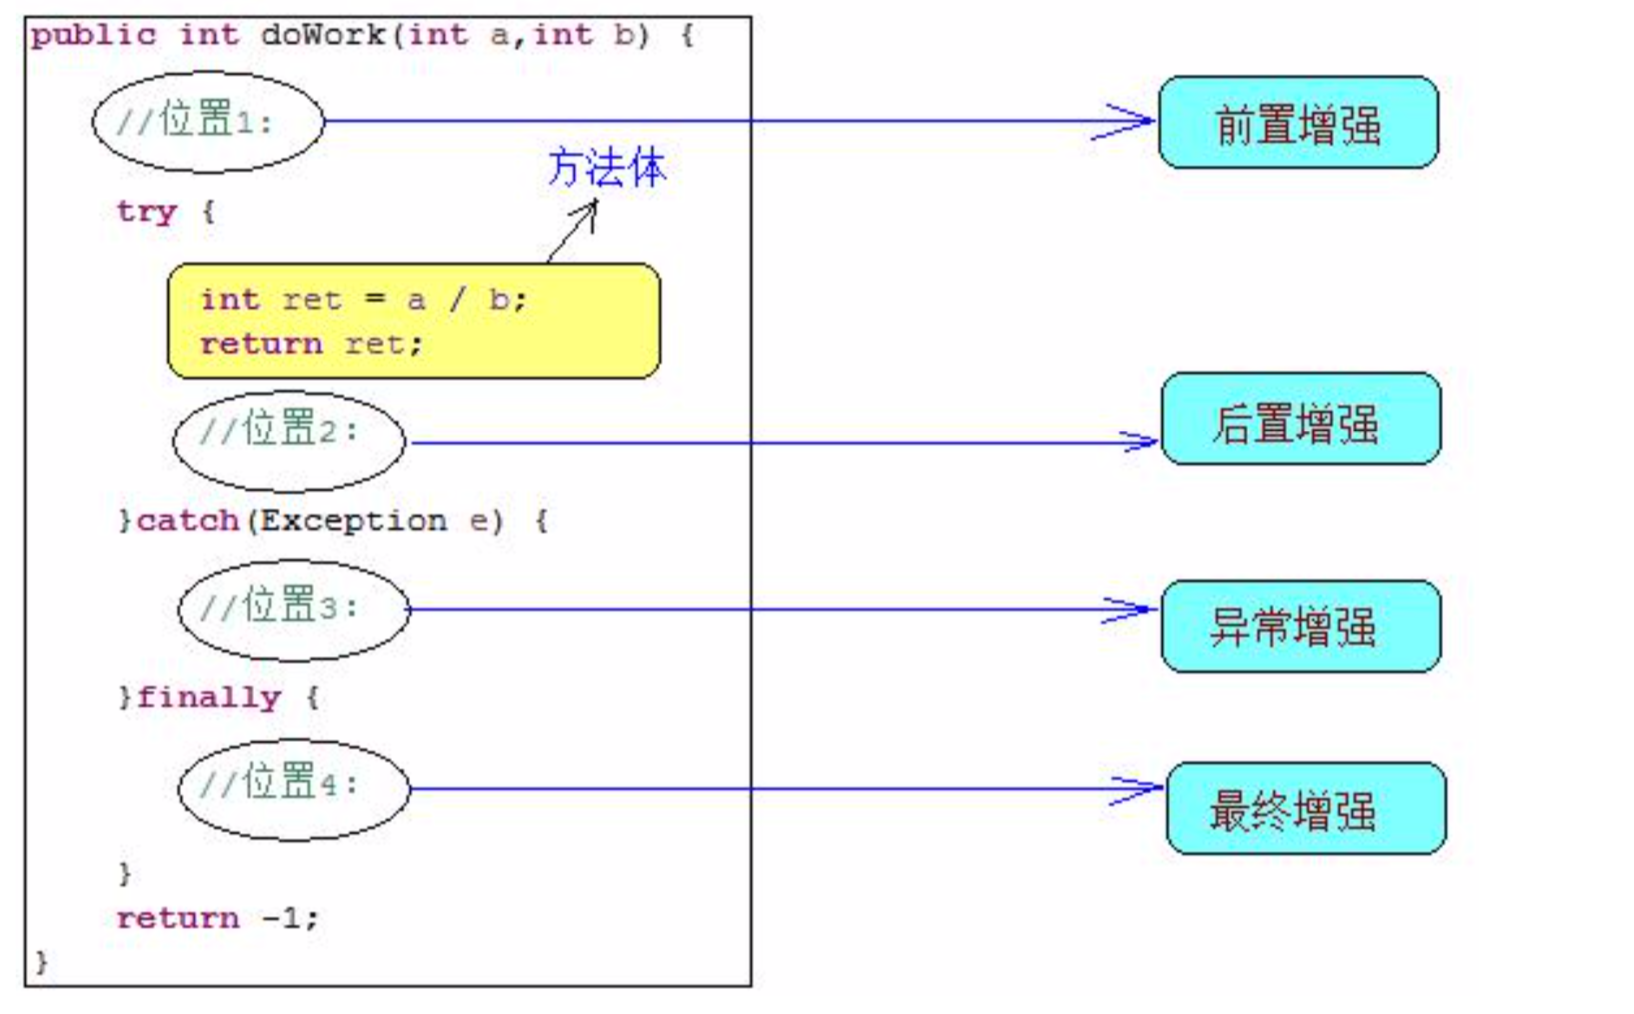 public int doWork(int a,int b) {
//位置1:
前置增强
方法体
try {
int ret = a / b;
return ret;
//位置2:
后置增强
}catch(Exception e) {
//位置3:
异常增强
}finally {
//位置4:
最终增强
}
return -1;
}